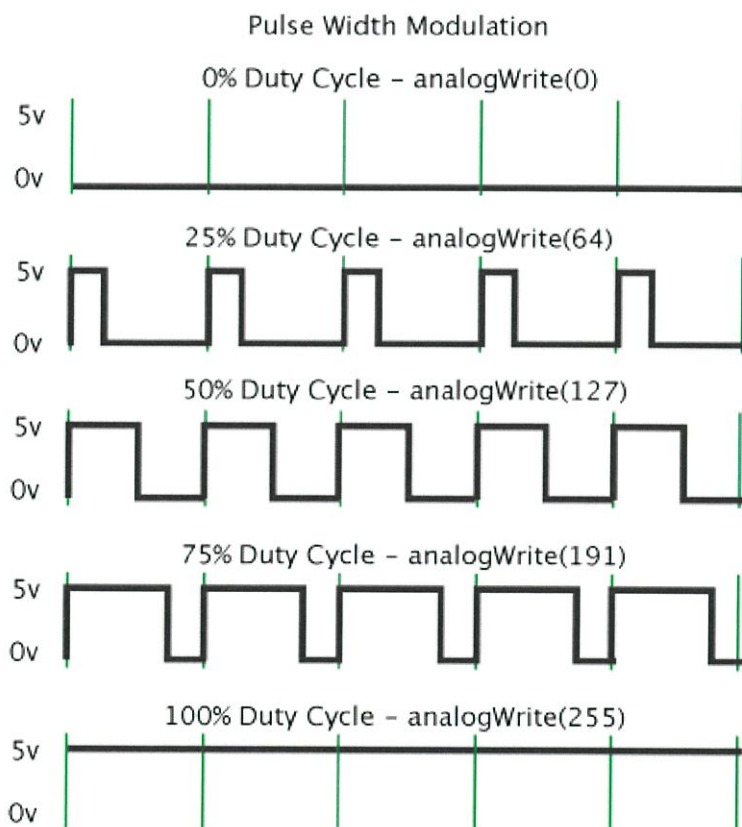 Pulse Width Modulation
0% Duty Cycle – analogWrite(0)
5v
0v
25% Duty Cycle – analogWrite(64)
5v
0v
50% Duty Cycle – analogWrite(127)
5v
0v
75% Duty Cycle – analogWrite(191)
5v
0v
100% Duty Cycle – analogWrite(255)
5v
0v